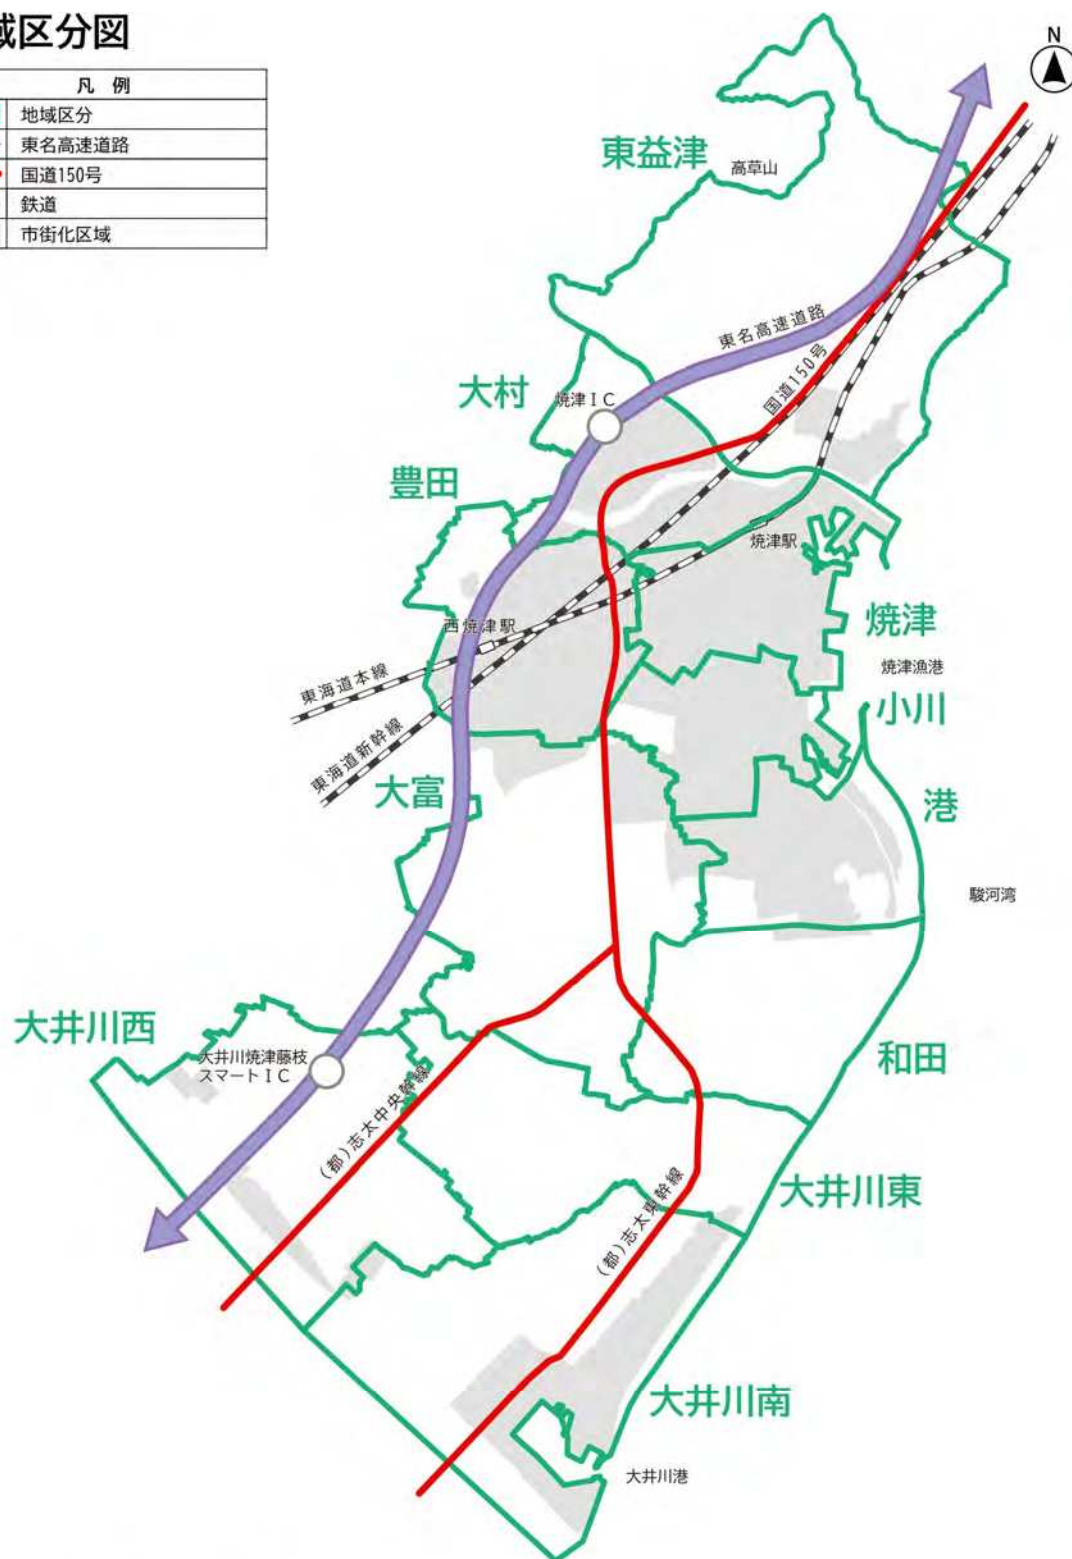 域区分図
凡 例
地域区分
東名高速道路
国道150号
鉄道
市街化区域
N
東益津
高草山
東名高速道路
国道150号
大村
焼津IC
豊田
焼津駅
西焼津駅
焼津
焼津漁港
東海道本線
小川
東海道新幹線
大富
港
駿河湾
大井川西
大井川焼津藤枝
スマートIC
和田
(都)志太中央幹線
大井川東
(都)志太東幹線
大井川南
大井川港